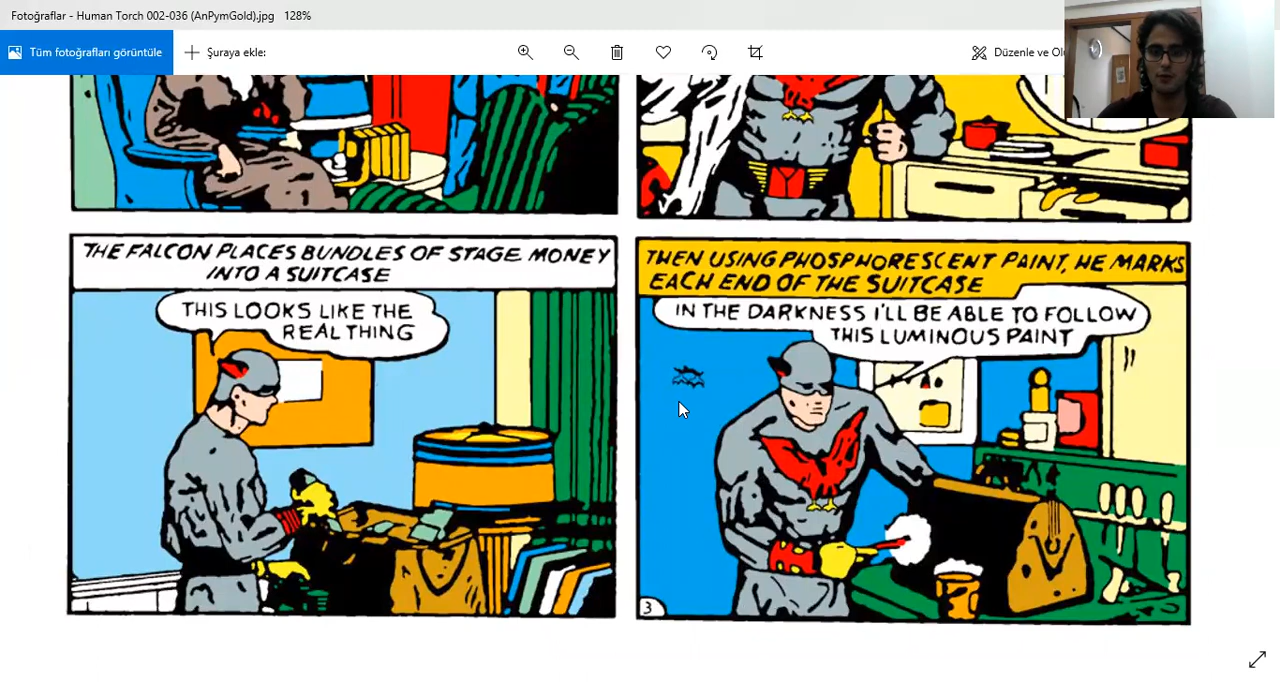 Fotoğraflar - Human Torch 002-036 (AnPymGold).jpg 128%
Tüm fotoğrafları görüntüle
Şuraya ekle:
Düzenle ve Ol
THE FALCON PLACES BUNDLES OF STAGE MONEY
INTO A SUITCASE
THIS LOOKS LIKE THE
REAL THING
THEN USING PHOSPHORESCENT PAINT, HE MARKS
EACH END OF THE SUITCASE
IN THE DARKNESS I'LL BE ABLE TO FOLLOW
THIS LUMINOUS PAINT
3